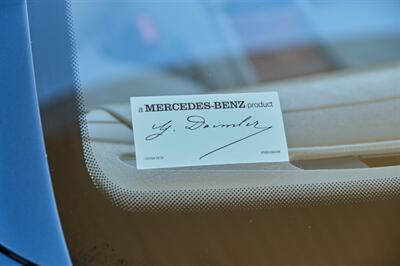 a MERCEDES-BENZ product
G. Daimler